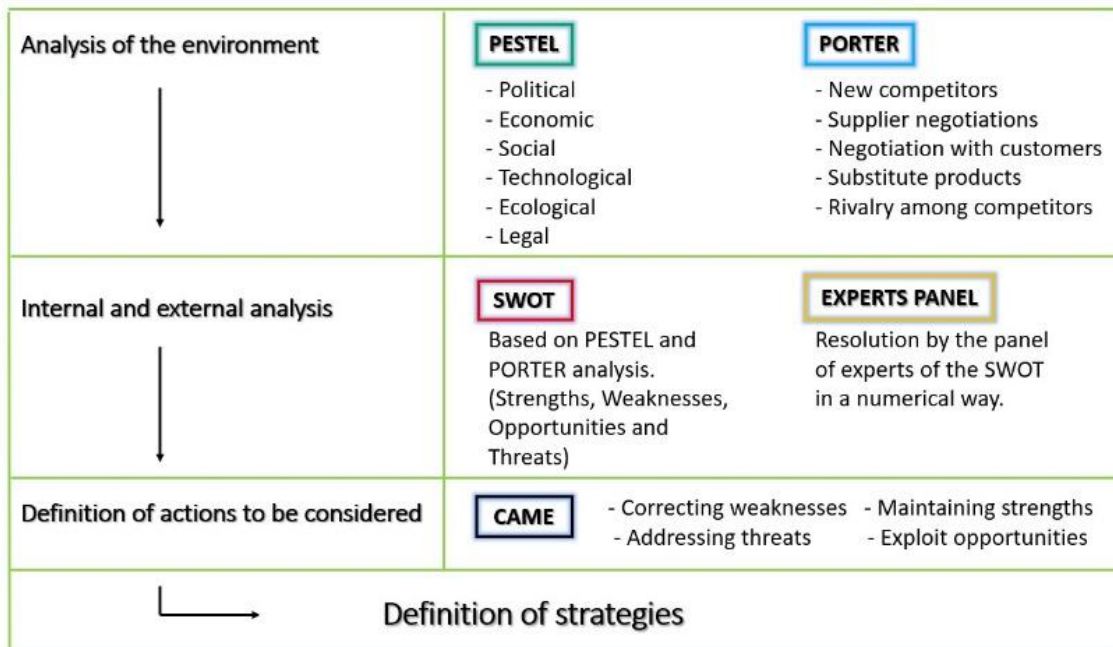 Analysis of the environment
PESTEL
- Political
- Economic
- Social
- Technological
- Ecological
- Legal
PORTER
- New competitors
- Supplier negotiations
- Negotiation with customers
- Substitute products
- Rivalry among competitors
Internal and external analysis
SWOT
Based on PESTEL and
PORTER analysis.
(Strengths, Weaknesses,
Opportunities and
Threats)
EXPERTS PANEL
Resolution by the panel
of experts of the SWOT
in a numerical way.
Definition of actions to be considered
CAME
- Correcting weaknesses - Maintaining strengths
- Addressing threats - Exploit opportunities
Definition of strategies